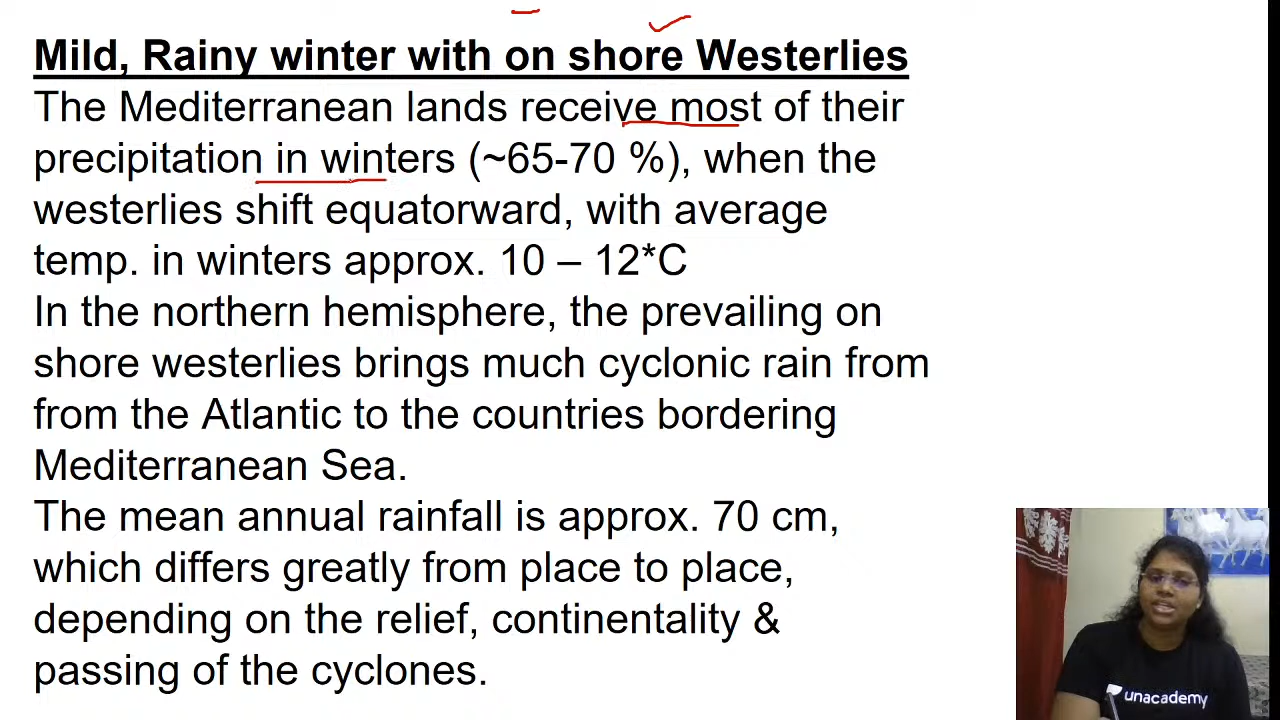 Mild, Rainy winter with on shore Westerlies
The Mediterranean lands receive most of their
precipitation in winters (~65-70 %), when the
westerlies shift equatorward, with average
temp. in winters approx. 10 – 12*C
In the northern hemisphere, the prevailing on
shore westerlies brings much cyclonic rain from
from the Atlantic to the countries bordering
Mediterranean Sea.
The mean annual rainfall is approx. 70 cm,
which differs greatly from place to place,
depending on the relief, continentality &
passing of the cyclones.
unacademy